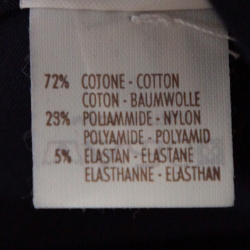 72% COTONE - COTTON
COTON - BAUMWOLLE
23% POLIAMMIDE - NYLON
POLYAMIDE - POLYAMID
5% ELASTAN - ELASTANE
ELASTHANNE - ELASTHAN